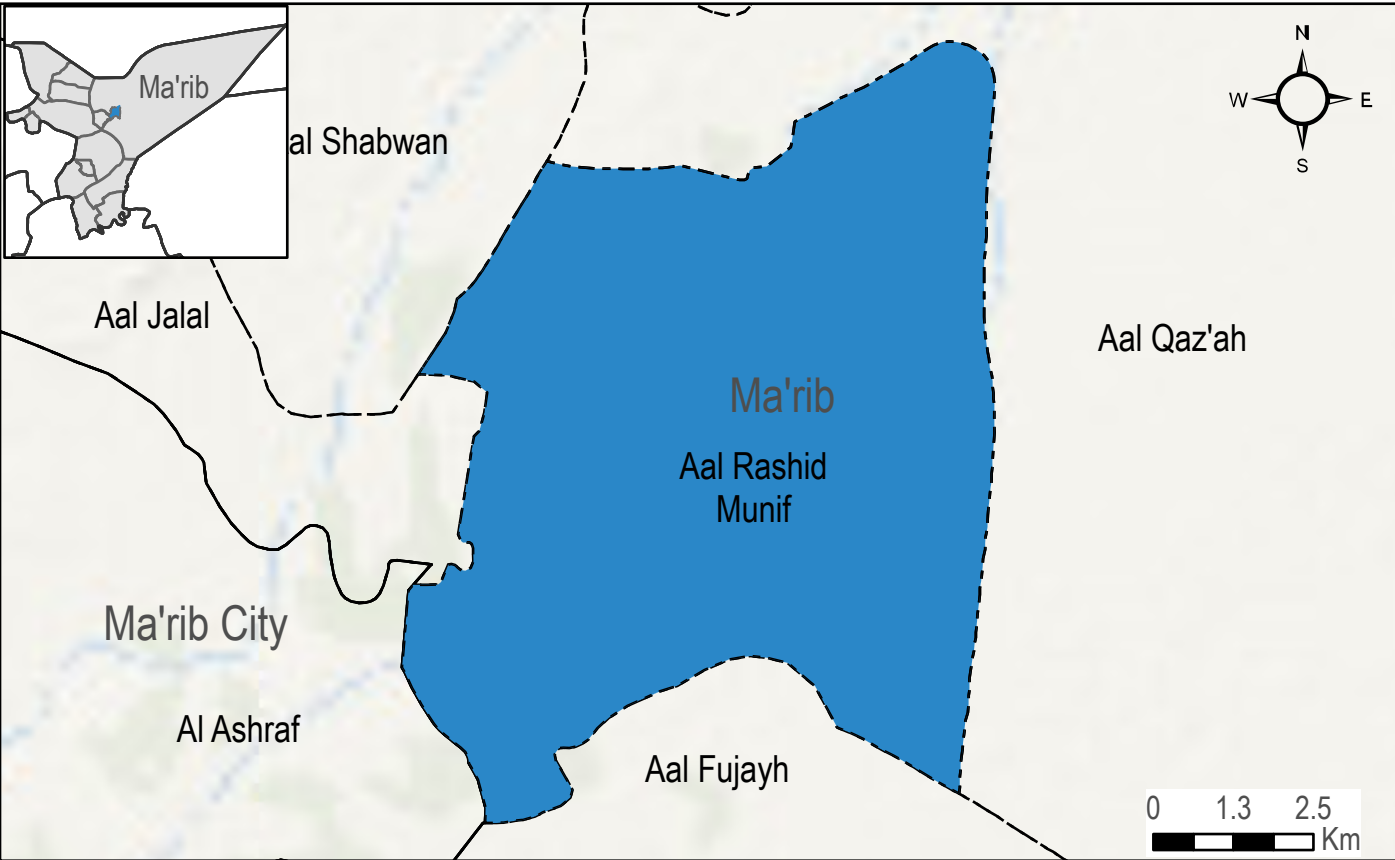 Ma'rib
al Shabwan
N
W
E
S
Aal Jalal
Aal Qaz'ah
Ma'rib
Aal Rashid
Munif
Ma'rib City
Al Ashraf
Aal Fujayh
0 1.3 2.5
Km